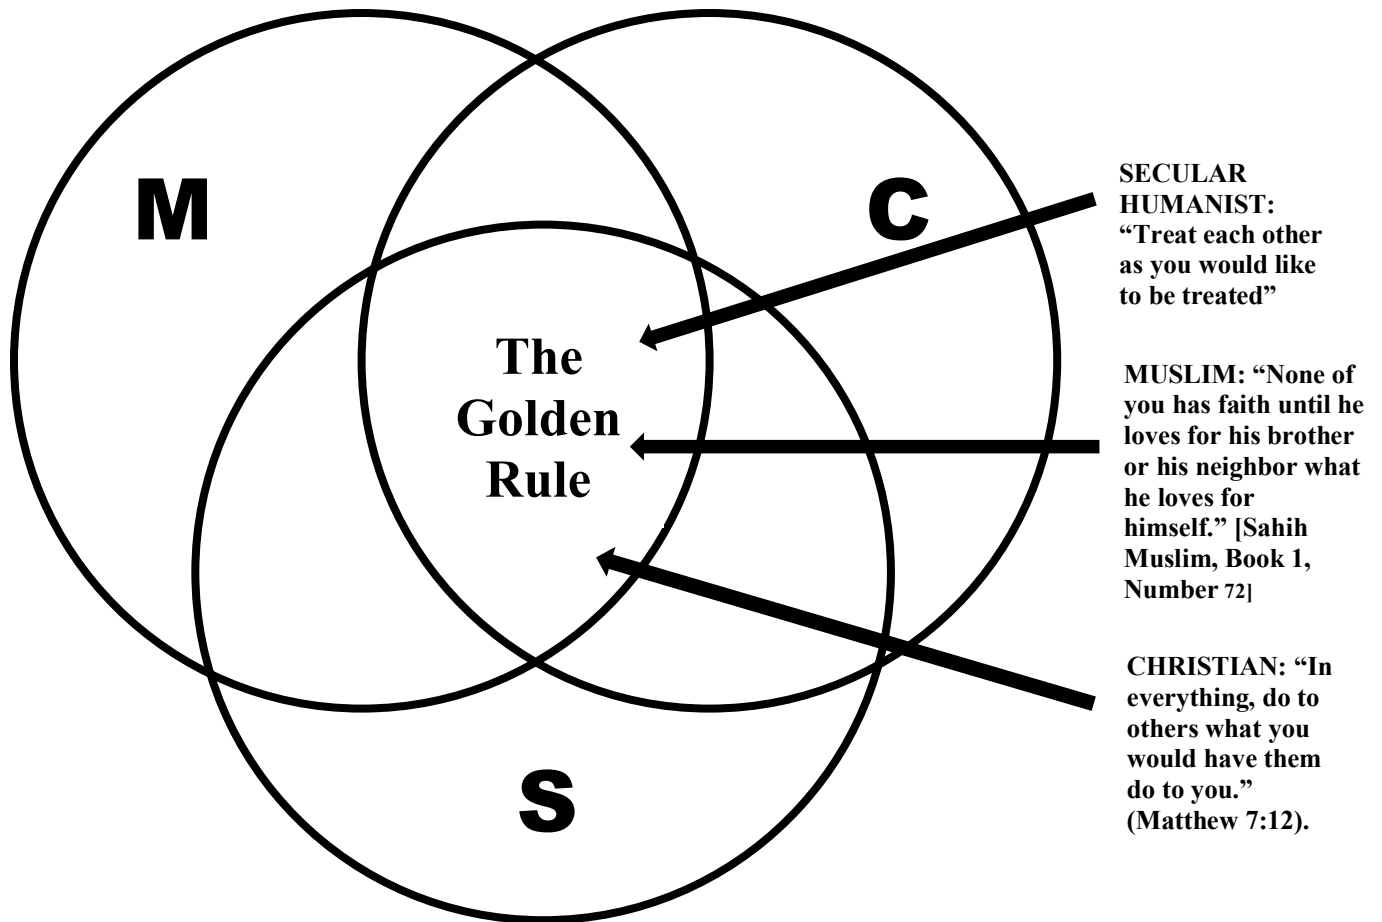 M
C
SECULAR
HUMANIST:
“Treat each other
as you would like
to be treated”
The
Golden
Rule
MUSLIM: “None of
you has faith until he
loves for his brother
or his neighbor what
he loves for
himself.” [Sahih
Muslim, Book 1,
Number 72]
CHRISTIAN: “In
everything, do to
others what you
would have them
do to you.”
(Matthew 7:12).
S